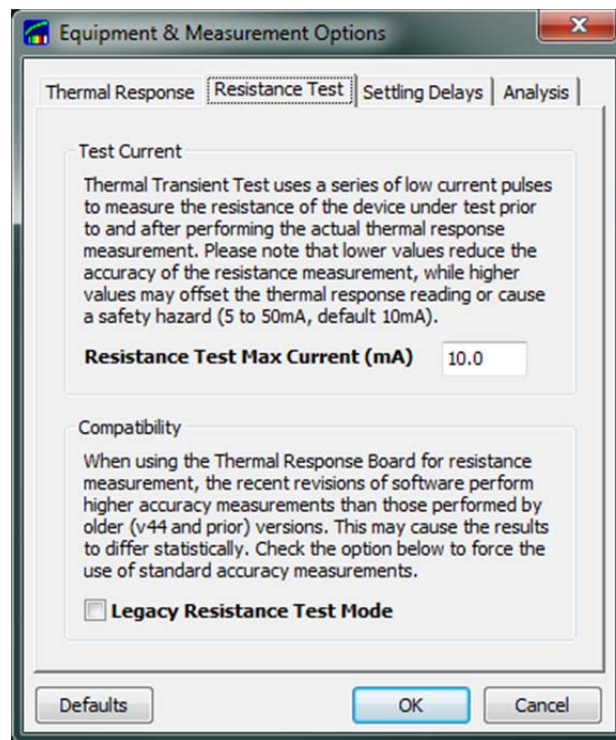 Equipment & Measurement Options
Thermal Response
Resistance Test
Settling Delays
Analysis
Test Current
Thermal Transient Test uses a series of low current pulses
to measure the resistance of the device under test prior
to and after performing the actual thermal response
measurement. Please note that lower values reduce the
accuracy of the resistance measurement, while higher
values may offset the thermal response reading or cause
a safety hazard (5 to 50mA, default 10mA).
Resistance Test Max Current (mA) 10.0
Compatibility
When using the Thermal Response Board for resistance
measurement, the recent revisions of software perform
higher accuracy measurements than those performed by
older (v44 and prior) versions. This may cause the results
to differ statistically. Check the option below to force the
use of standard accuracy measurements.
Legacy Resistance Test Mode
Defaults
OK
Cancel